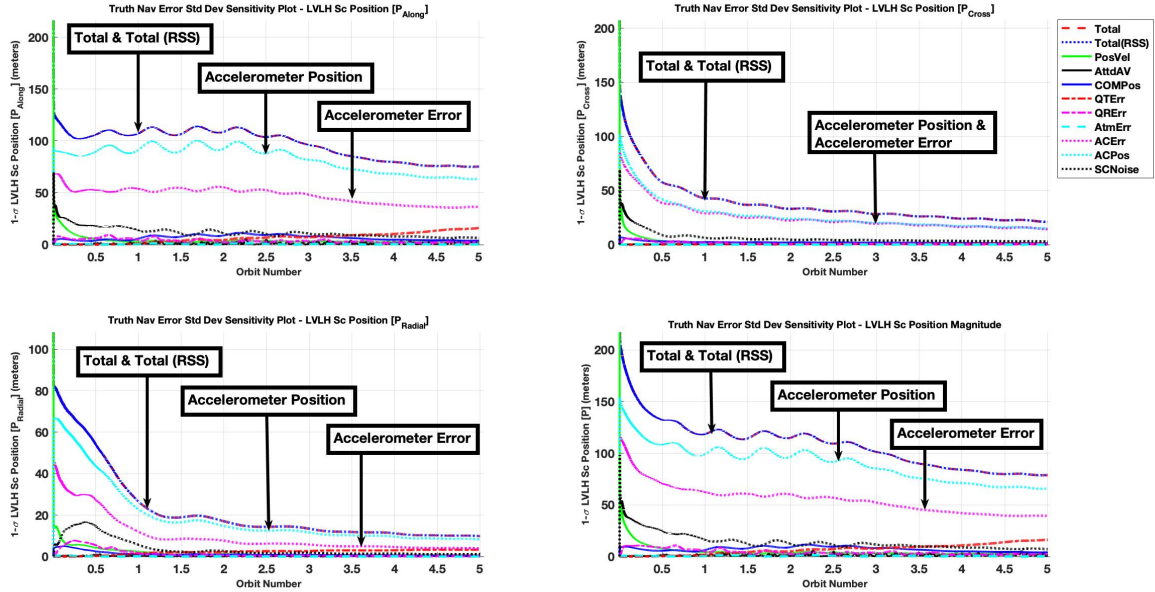 Truth Nav Error Std Dev Sensitivity Plot - LVLH Sc Position [P_Along]
1-σ LVLH Sc Position [P_Along] (meters)
200
150
100
50
0
Total & Total (RSS)
Accelerometer Position
Accelerometer Error
0.5 1 1.5 2 2.5 3 3.5 4 4.5 5
Orbit Number
Truth Nav Error Std Dev Sensitivity Plot - LVLH Sc Position [P_Cross]
1-σ LVLH Sc Position [P_Cross] (meters)
200
150
100
50
0
Total & Total (RSS)
Accelerometer Position &
Accelerometer Error
0.5 1 1.5 2 2.5 3 3.5 4 4.5 5
Orbit Number
Total
Total(RSS)
PosVel
AttdAV
COMPos
QTErr
QRErr
AtmErr
ACErr
ACPos
SCNoise
Truth Nav Error Std Dev Sensitivity Plot - LVLH Sc Position [P_Radial]
1-σ LVLH Sc Position [P_Radial] (meters)
100
80
60
40
20
0
Total & Total (RSS)
Accelerometer Position
Accelerometer Error
0.5 1 1.5 2 2.5 3 3.5 4 4.5 5
Orbit Number
Truth Nav Error Std Dev Sensitivity Plot - LVLH Sc Position Magnitude
1-σ LVLH Sc Position [P] (meters)
200
150
100
50
0
Total & Total (RSS)
Accelerometer Position
Accelerometer Error
0.5 1 1.5 2 2.5 3 3.5 4 4.5 5
Orbit Number